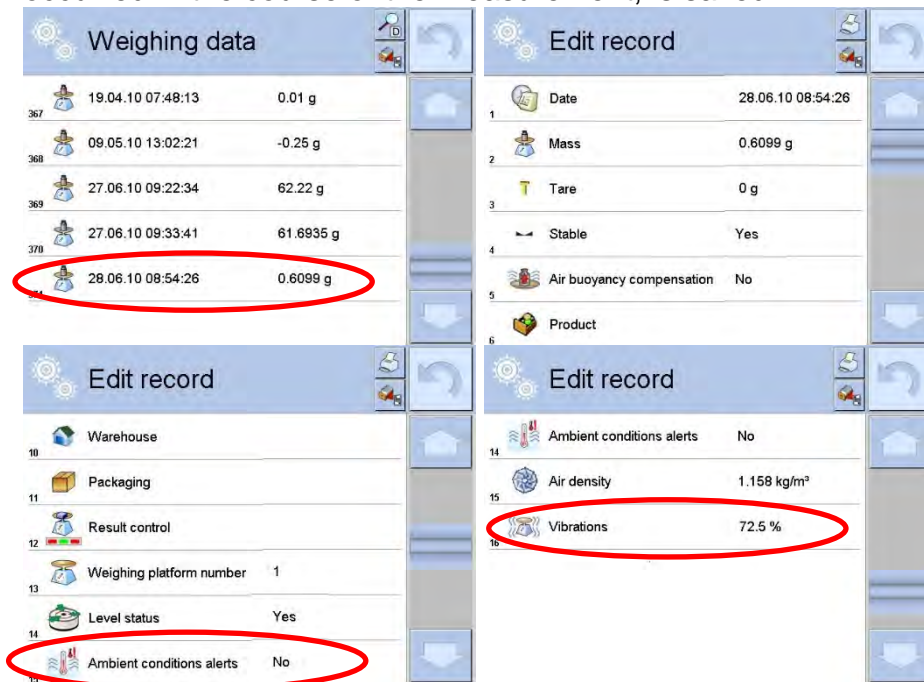 Weighing data
367 19.04.10 07:48:13 0.01 g
368 09.05.10 13:02:21 -0.25 g
369 27.06.10 09:22:34 62.22 g
370 27.06.10 09:33:41 61.6935 g
28.06.10 08:54:26 0.6099 g
Edit record
1 Date 28.06.10 08:54:26
2 Mass 0.6099 g
3 T Tare 0 g
4 Stable Yes
5 Air buoyancy compensation No
6 Product
Edit record
10 Warehouse
11 Packaging
12 Result control
13 Weighing platform number 1
14 Level status Yes
Ambient conditions alerts No
Edit record
14 Ambient conditions alerts No
15 Air density 1.158 kg/m³
16 Vibrations 72.5 %